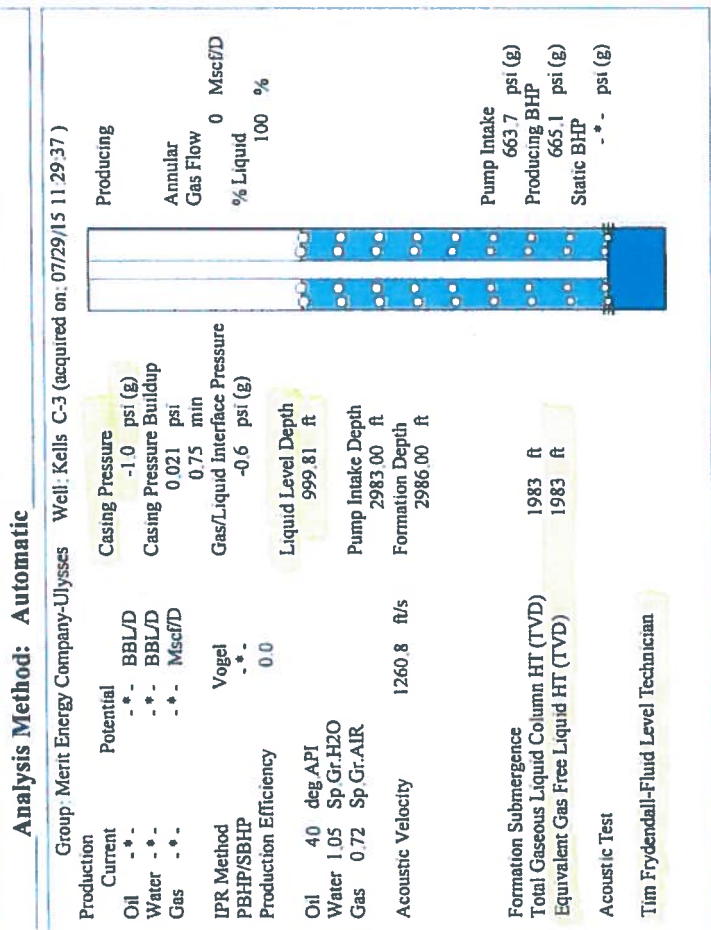 Analysis Method: Automatic
Group: Merit Energy Company-Ulysses Well: Kells C-3 (acquired on: 07/29/15 11:29:37 )
Production
Current Potential
Oil - * - - * - BBL/D
Water - * - - * - BBL/D
Gas - * - - * - Mscf/D
IPR Method Vogel
PBHP/SBHP - * -
Production Efficiency 0.0
Oil 40 deg.API
Water 1.05 Sp.Gr.H2O
Gas 0.72 Sp.Gr.AIR
Acoustic Velocity 1260.8 ft/s
Casing Pressure
-1.0 psi (g)
Casing Pressure Buildup
0.021 psi
0.75 min
Gas/Liquid Interface Pressure
-0.6 psi (g)
Liquid Level Depth
999.81 ft
Pump Intake Depth
2983.00 ft
Formation Depth
2986.00 ft
Producing
Annular
Gas Flow
0 Mscf/D
% Liquid
100 %
Pump Intake
663.7 psi (g)
Producing BHP
665.1 psi (g)
Static BHP
- * - psi (g)
Formation Submergence
Total Gaseous Liquid Column HT (TVD) 1983 ft
Equivalent Gas Free Liquid HT (TVD) 1983 ft
Acoustic Test
Tim Frydendall-Fluid Level Technician